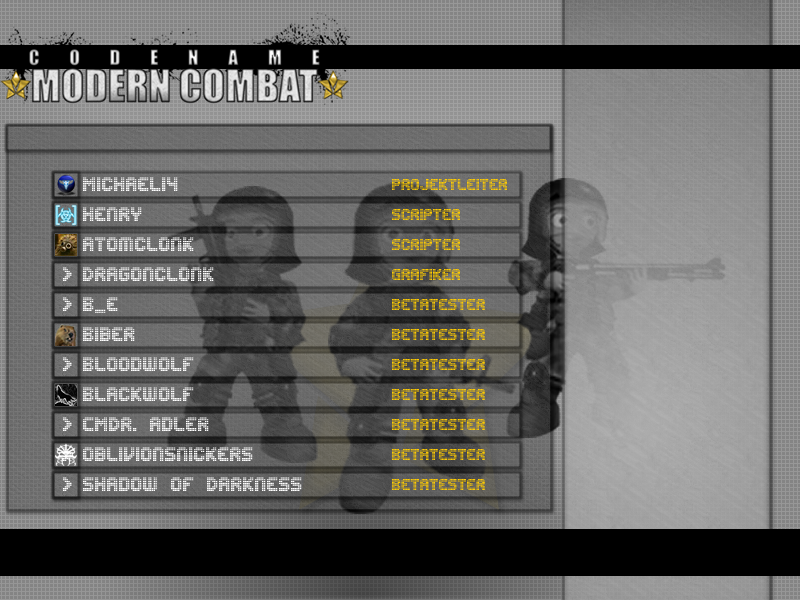 CODENAME
MODERN COMBAT
MICHAEL14 PROJEKTLEITER
HENRY SCRIPTER
ATOMCLONK SCRIPTER
> DRAGONCLONK GRAFIKER
> B_E BETATESTER
BIBER BETATESTER
> BLOODWOLF BETATESTER
BLACKWOLF BETATESTER
> CMDR. ADLER BETATESTER
OBLIVIONSNICKERS BETATESTER
> SHADOW OF DARKNESS BETATESTER